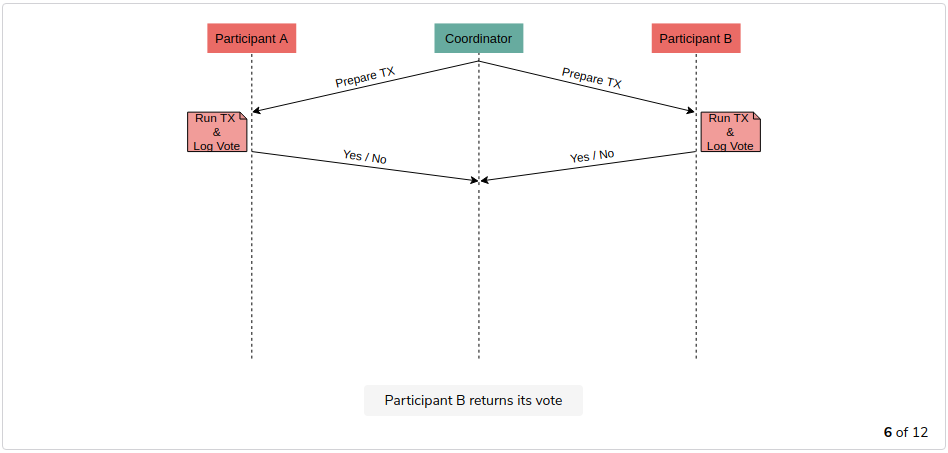 Participant A
Coordinator
Participant B
Prepare TX
Prepare TX
Run TX
&
Log Vote
Run TX
&
Log Vote
Yes / No
Yes / No
Participant B returns its vote
6 of 12